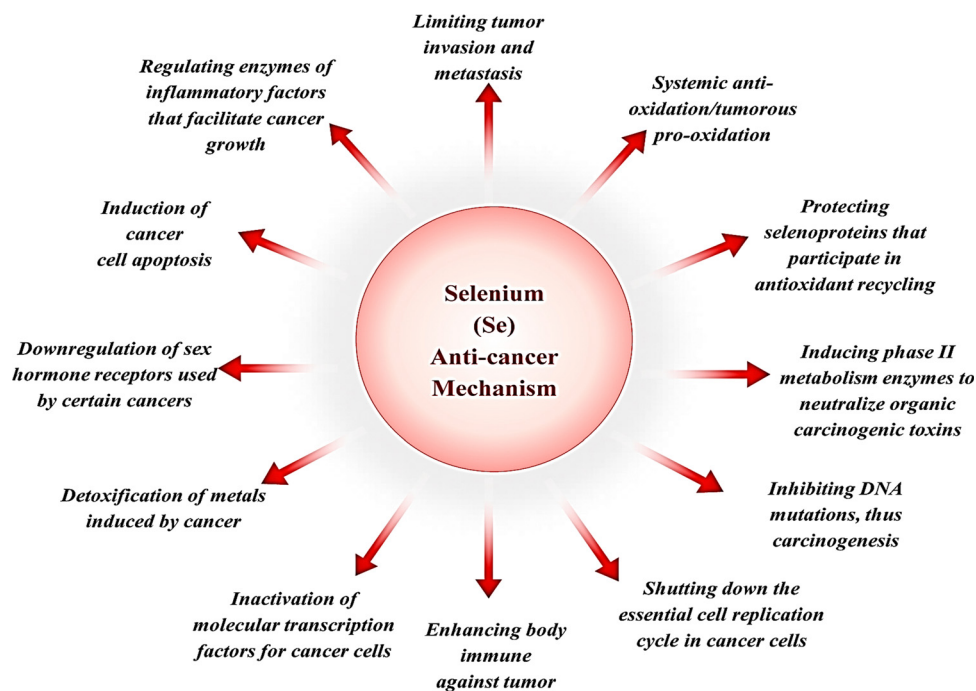 Limiting tumor
invasion and
metastasis
Systemic anti-
oxidation/tumorous
pro-oxidation
Protecting
selenoproteins that
participate in
antioxidant recycling
Inducing phase II
metabolism enzymes to
neutralize organic
carcinogenic toxins
Inhibiting DNA
mutations, thus
carcinogenesis
Shutting down the
essential cell replication
cycle in cancer cells
Enhancing body
immune
against tumor
Inactivation of
molecular transcription
factors for cancer cells
Detoxification of metals
induced by cancer
Downregulation of sex
hormone receptors used
by certain cancers
Induction of
cancer
cell apoptosis
Regulating enzymes of
inflammatory factors
that facilitate cancer
growth
Selenium
(Se)
Anti-cancer
Mechanism